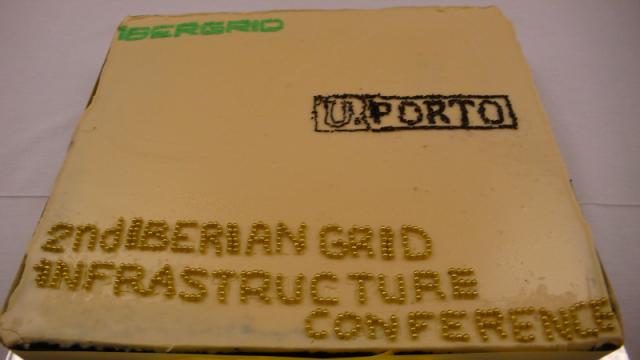 IBERGRID
U.PORTO
2nd IBERIAN GRID
INFRASTRUCTURE
CONFERENCE